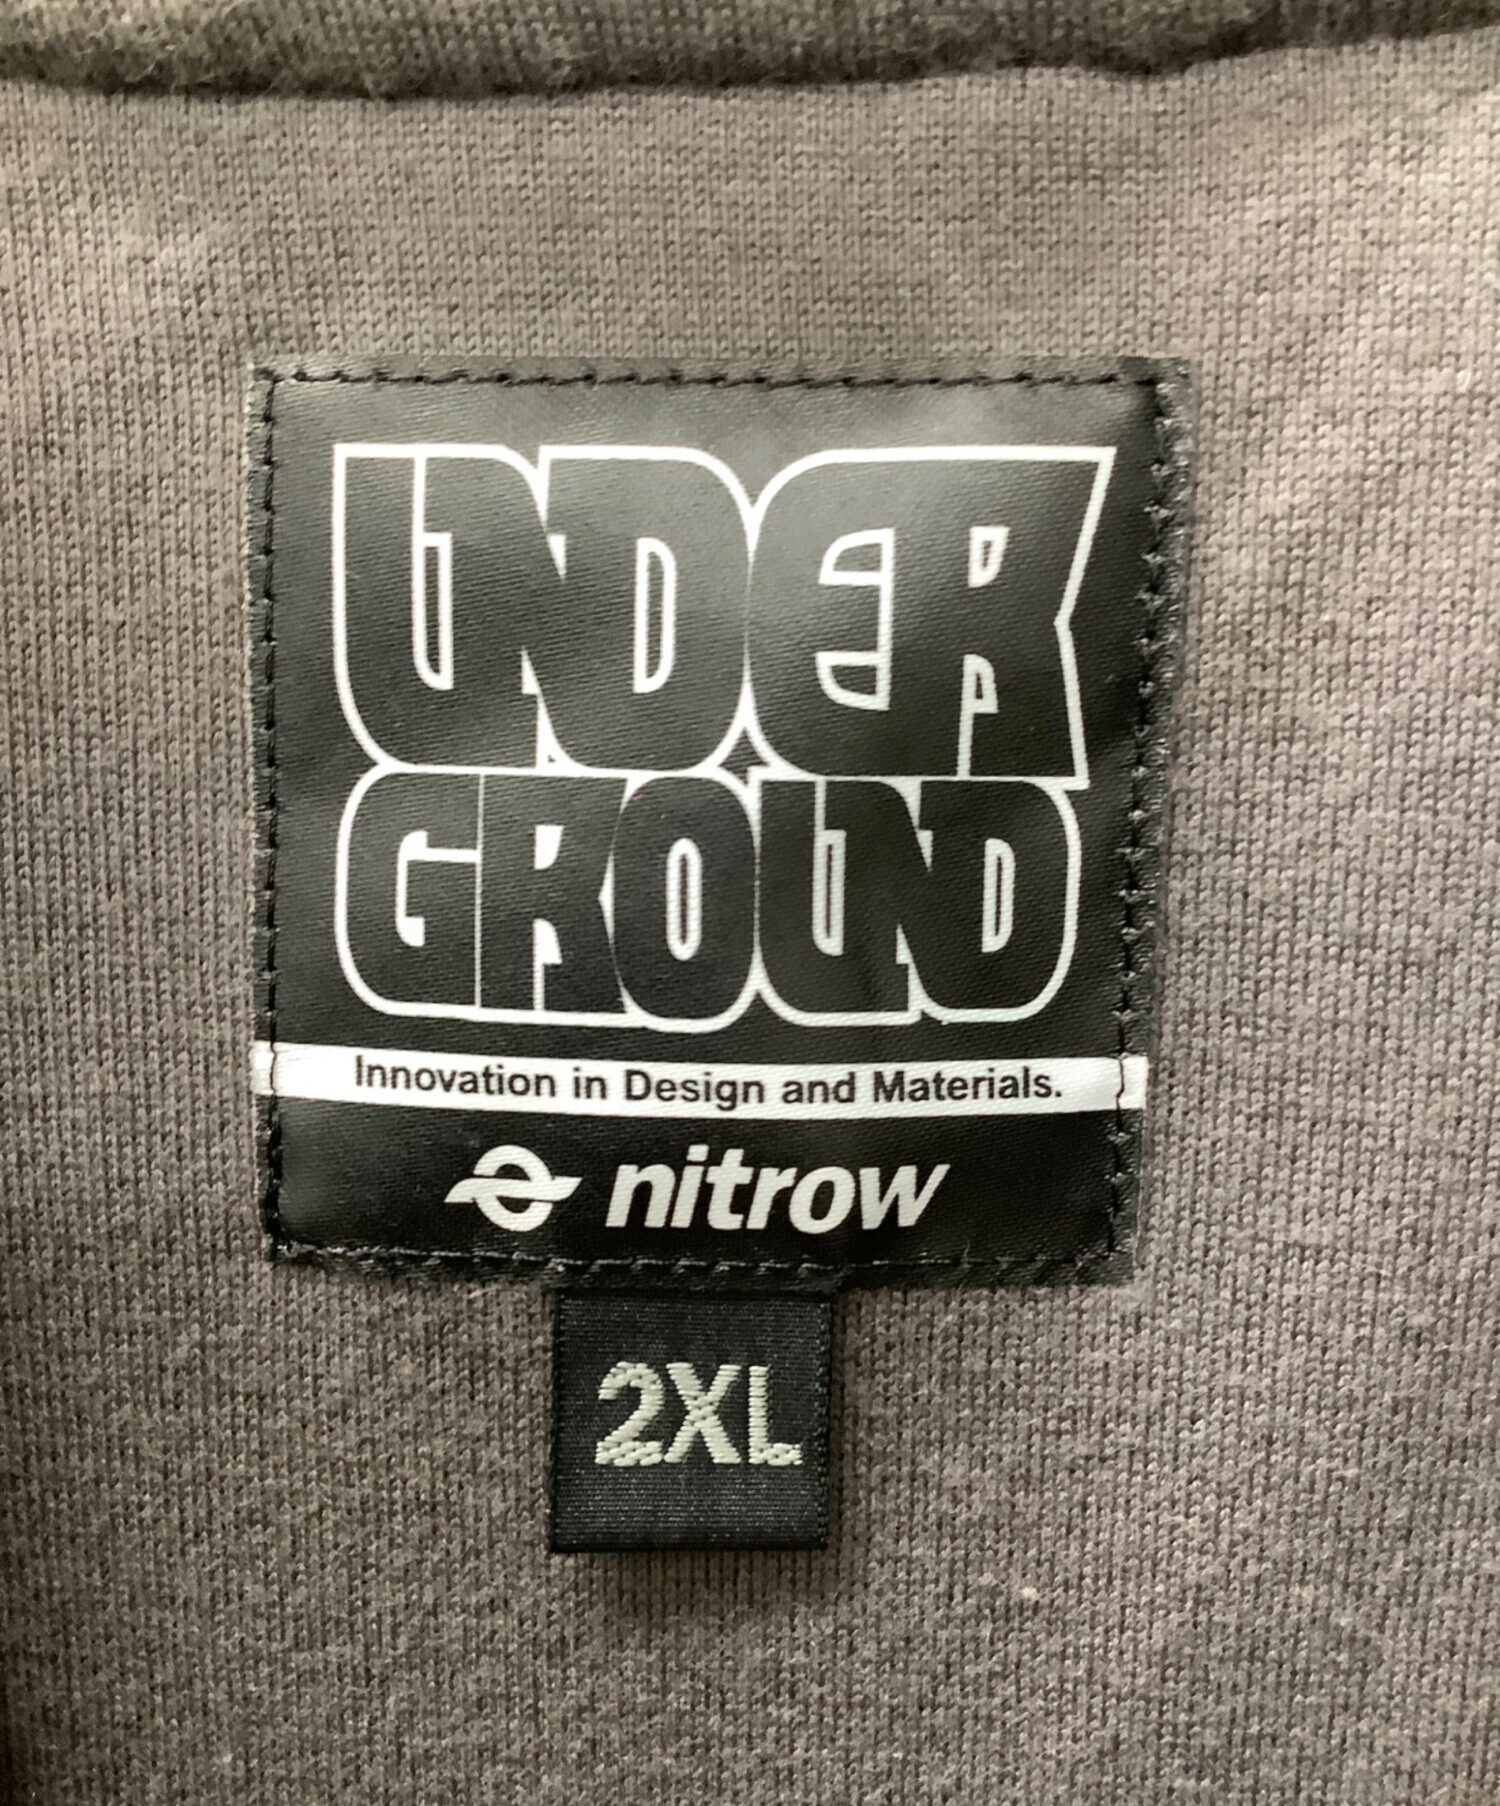 UNDER
GROUND
Innovation in Design and Materials.
nitrow
2XL